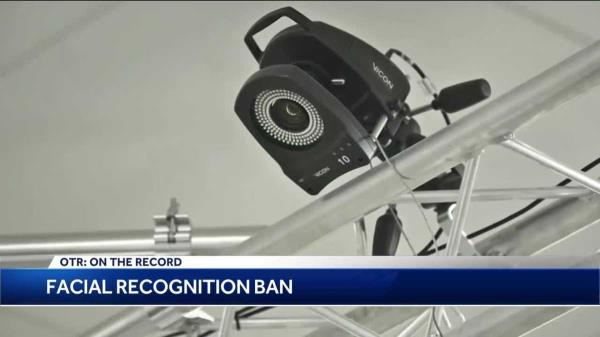 VICON
VICON
10
OTR: ON THE RECORD
FACIAL RECOGNITION BAN